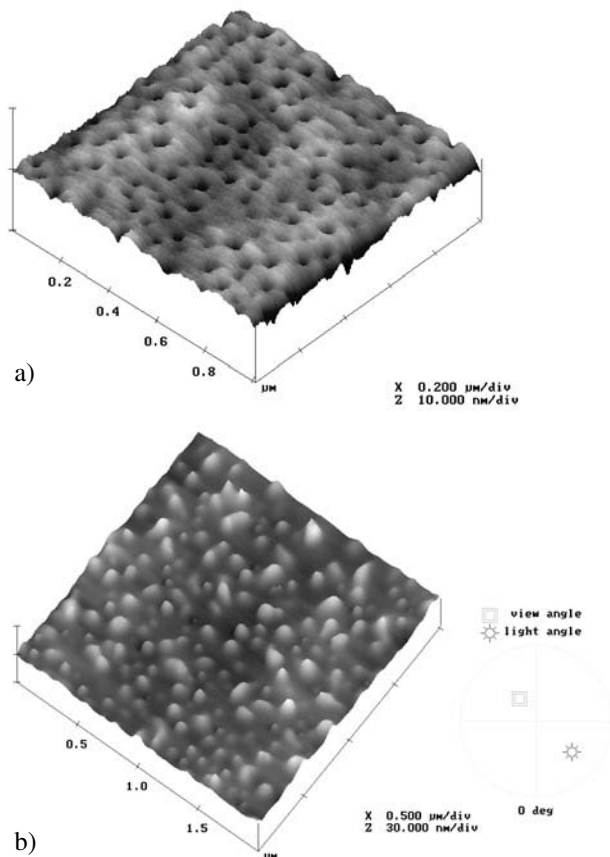 0.2
0.4
0.6
0.8
µM
a)
X 0.200 µM/div
Z 10.000 nM/div
view angle
light angle
0.5
1.0
1.5
µM
X 0.500 µM/div
Z 30.000 nM/div
0 deg
b)